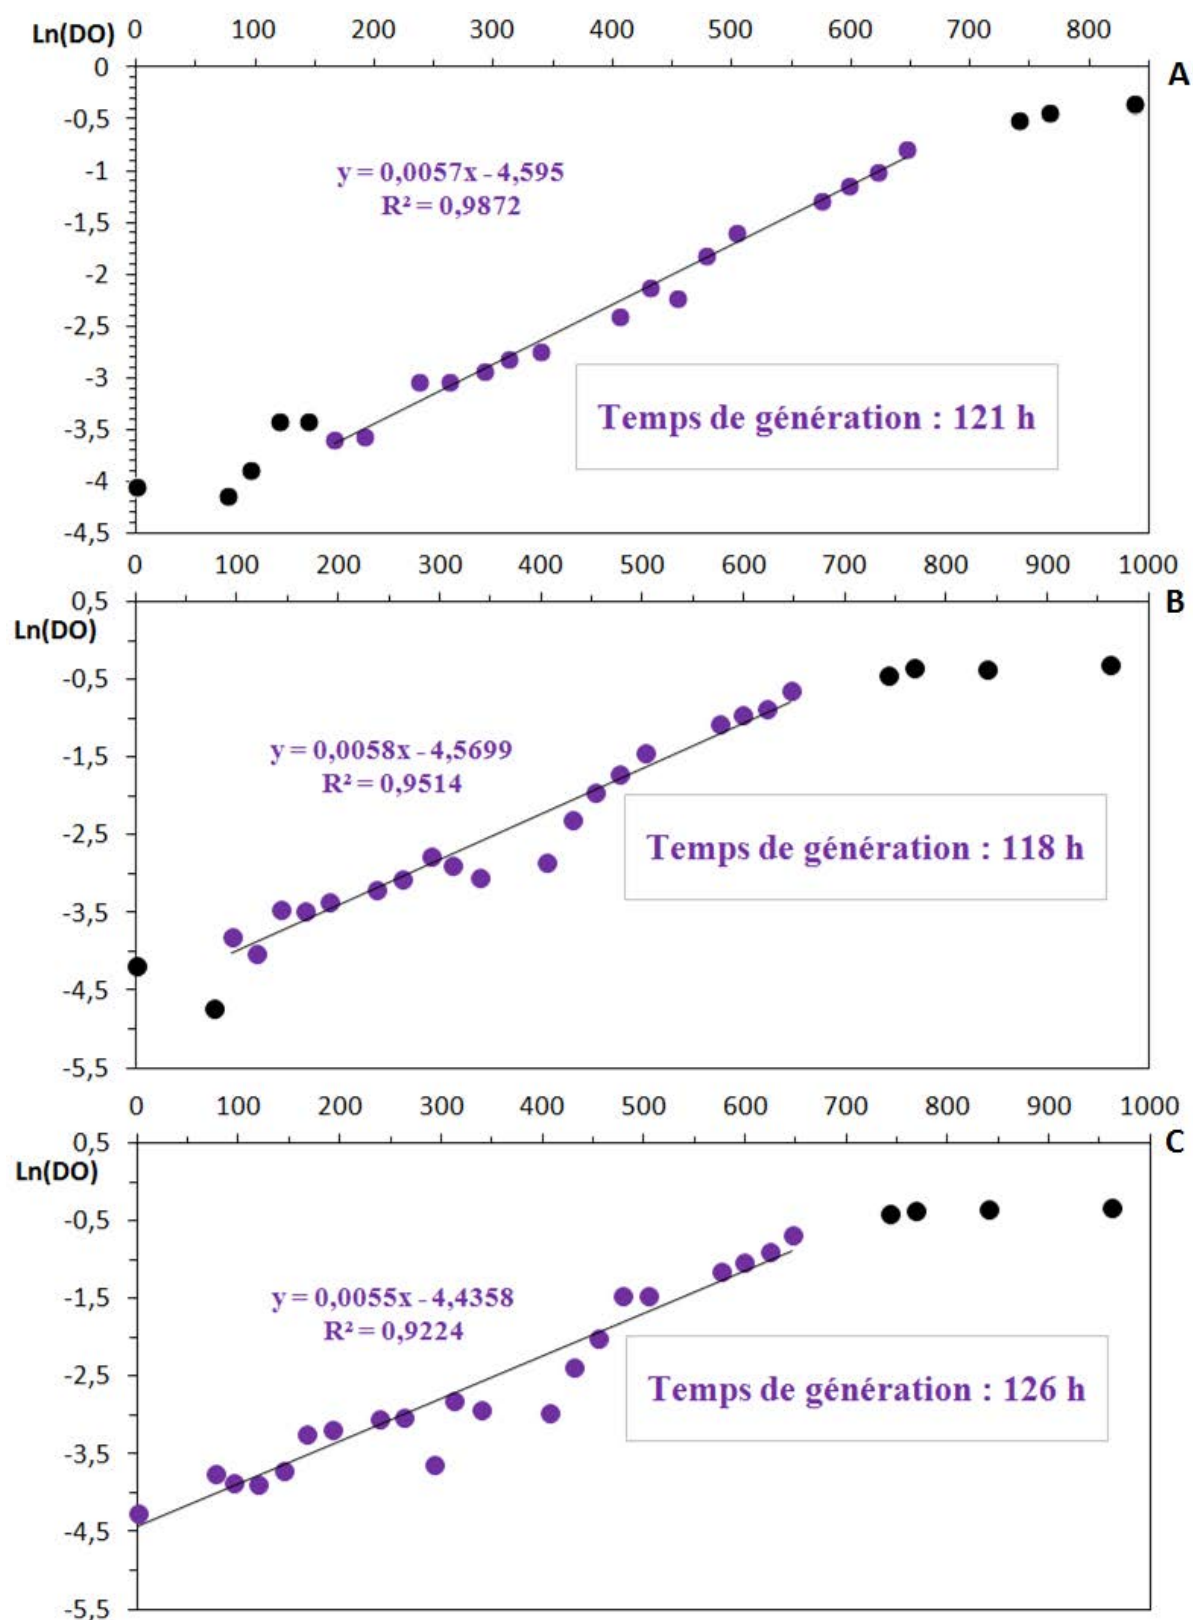 Ln(DO) 0 100 200 300 400 500 600 700 800
A
0
-0,5
-1
-1,5
-2
-2,5
-3
-3,5
-4
-4,5
y = 0,0057x - 4,595
R² = 0,9872
Temps de génération : 121 h
0 100 200 300 400 500 600 700 800 900 1000
B
0,5
Ln(DO)
-0,5
-1,5
-2,5
-3,5
-4,5
-5,5
y = 0,0058x - 4,5699
R² = 0,9514
Temps de génération : 118 h
0 100 200 300 400 500 600 700 800 900 1000
C
0,5
Ln(DO)
-0,5
-1,5
-2,5
-3,5
-4,5
-5,5
y = 0,0055x - 4,4358
R² = 0,9224
Temps de génération : 126 h